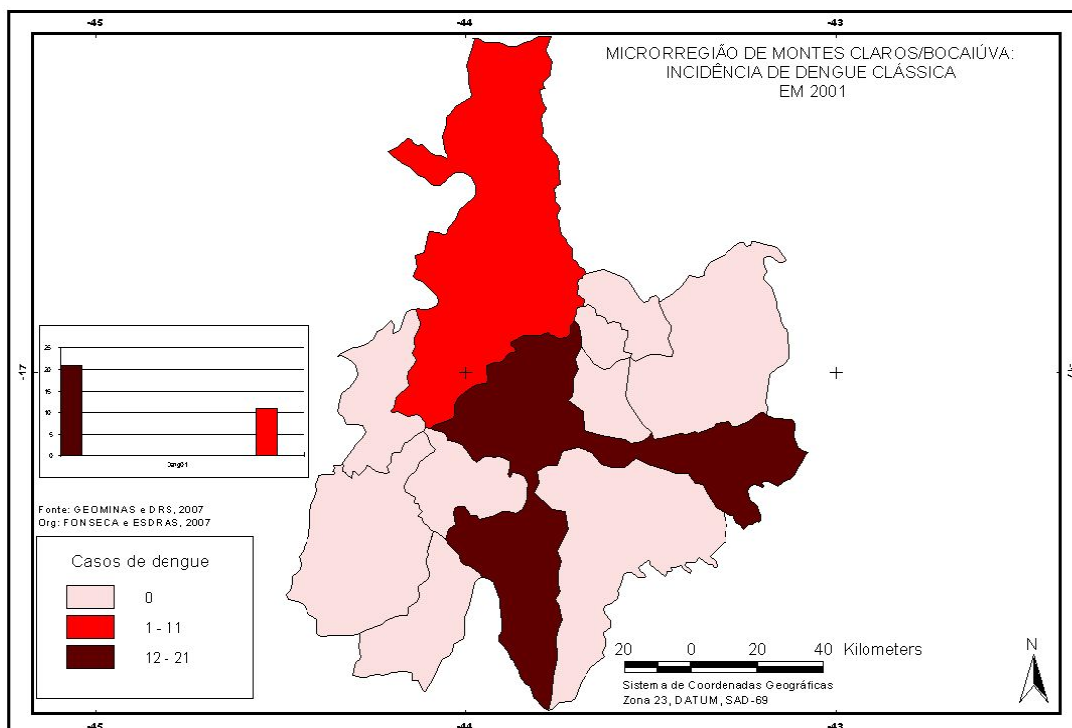 -45
-44
-43
MICRORREGIÃO DE MONTES CLAROS/BOCAIÚVA:
INCIDÊNCIA DE DENGUE CLÁSSICA
EM 2001
-17
25
20
15
10
5
0
Fonte: GEOMINAS e DRS, 2007
Org: FONSECA e ESDRAS, 2007
Casos de dengue
0
1 - 11
12 - 21
20 0 20 40 Kilometers
Sistema de Coordenadas Geográficas
Zona 23, DATUM, SAD-69
N
-45
-44
-43